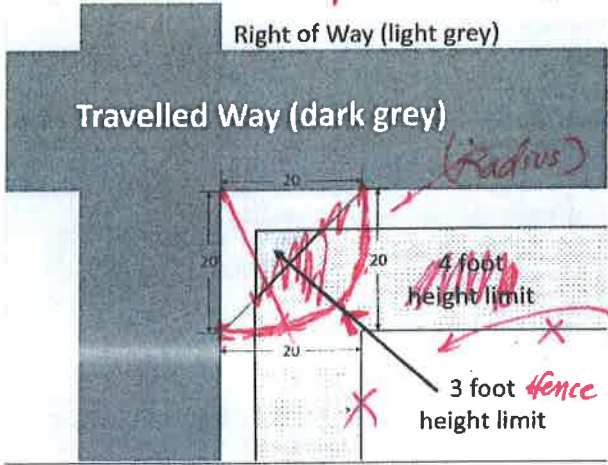 Right of Way (light grey)
Travelled Way (dark grey)
(Radius)
20
20
20
4 foot
height limit
20
3 foot fence
height limit